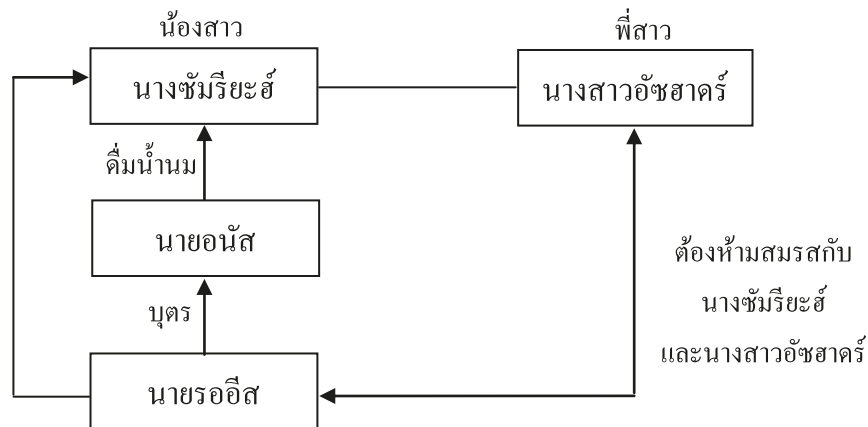 น้องสาว
พี่สาว
นางซัมรียะฮ์
นางสาวอัซฮาดร์
ดื่มน้ำนม
นายอนัส
ต้องห้ามสมรสกับ
นางซัมรียะฮ์
และนางสาวอัซฮาดร์
บุตร
นายรออีส